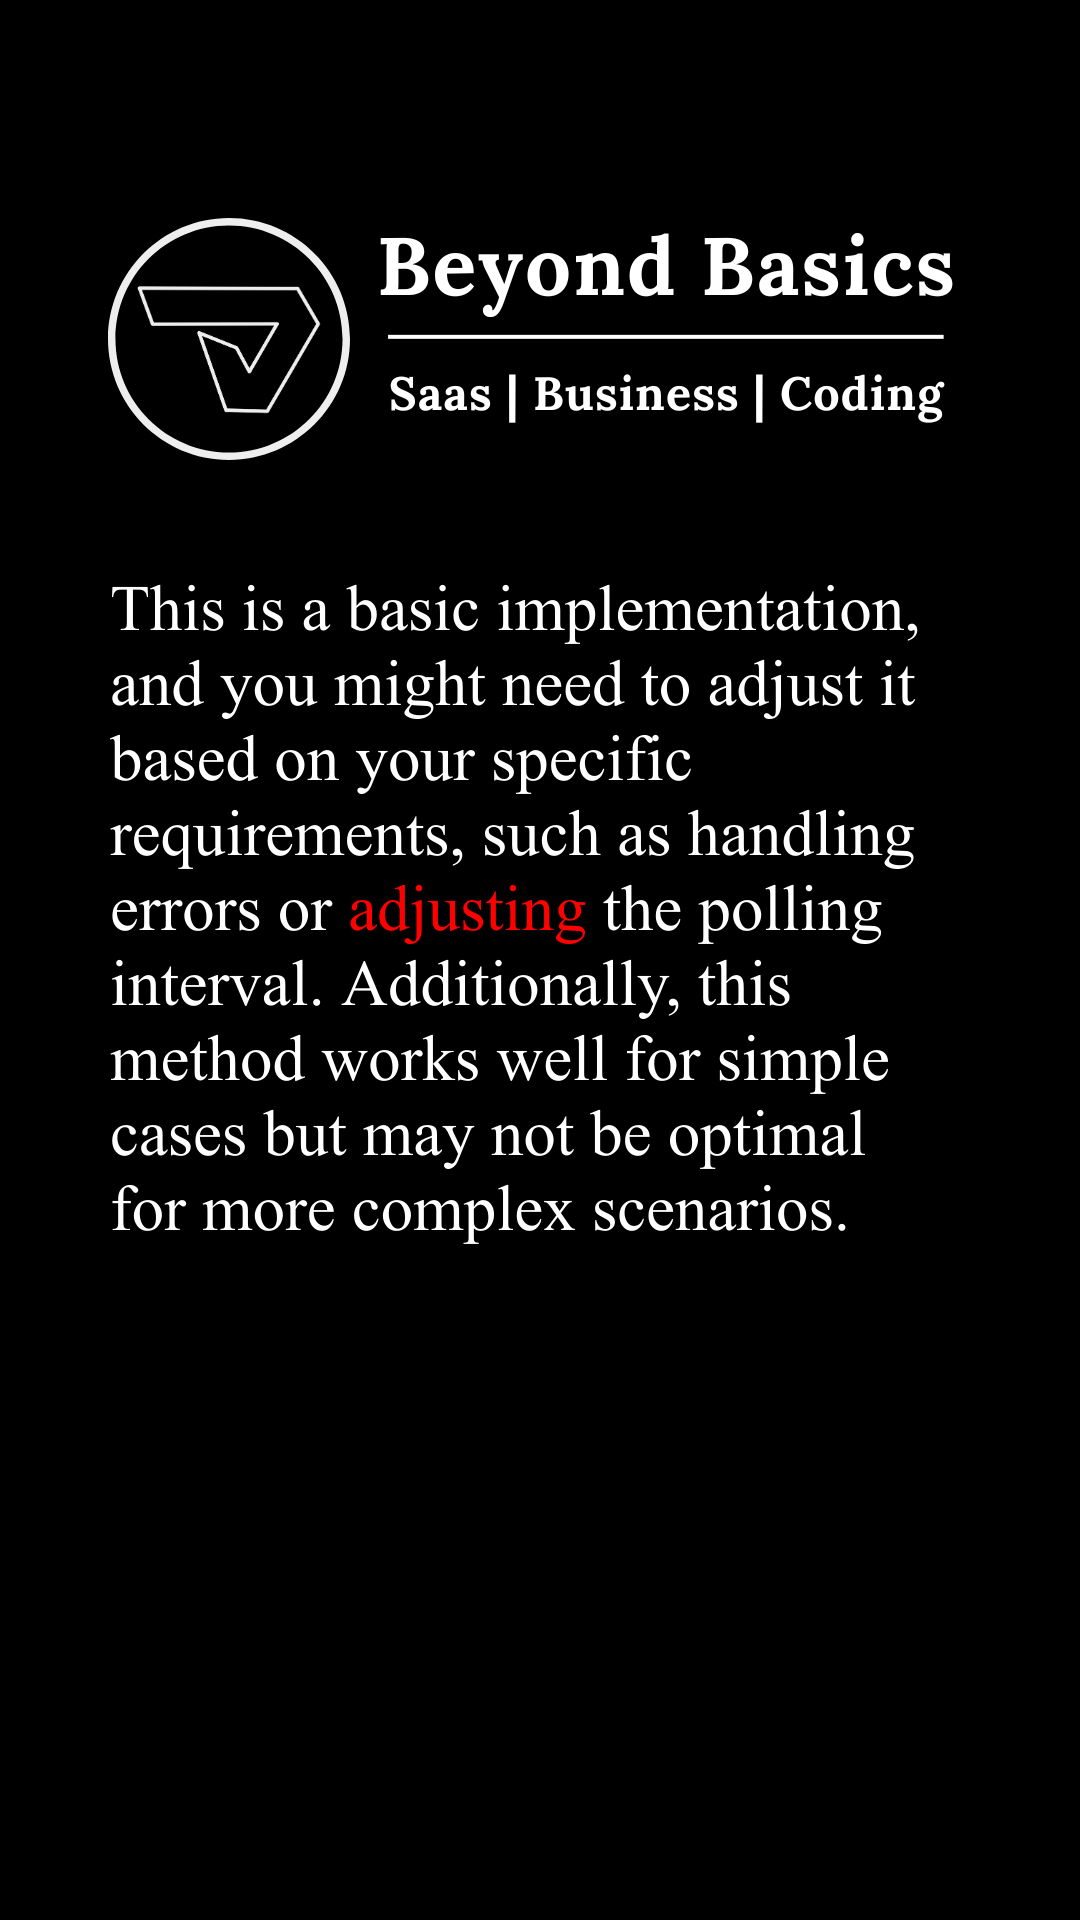 Beyond Basics
Saas | Business | Coding
This is a basic implementation,
and you might need to adjust it
based on your specific
requirements, such as handling
errors or adjusting the polling
interval. Additionally, this
method works well for simple
cases but may not be optimal
for more complex scenarios.